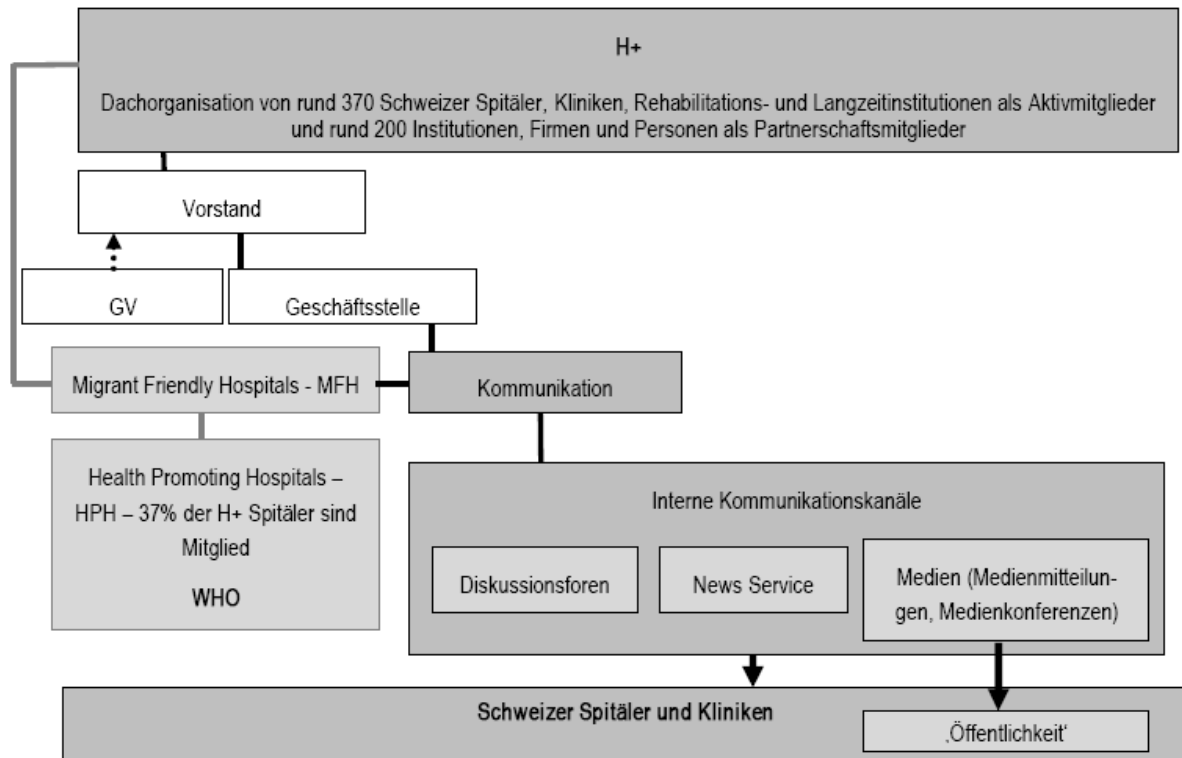 H+
Dachorganisation von rund 370 Schweizer Spitäler, Kliniken, Rehabilitations- und Langzeitinstitutionen als Aktivmitglieder
und rund 200 Institutionen, Firmen und Personen als Partnerschaftsmitglieder
Vorstand
GV
Geschäftsstelle
Migrant Friendly Hospitals - MFH
Kommunikation
Health Promoting Hospitals –
HPH – 37% der H+ Spitäler sind
Mitglied
WHO
Interne Kommunikationskanäle
Diskussionsforen
News Service
Medien (Medienmitteilun-
gen, Medienkonferenzen)
Schweizer Spitäler und Kliniken
‚Öffentlichkeit‘